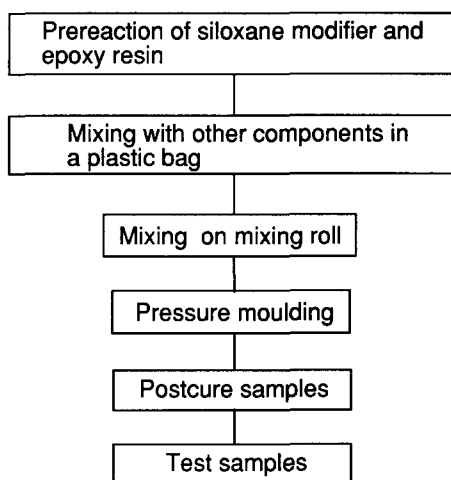 Prereaction of siloxane modifier and
epoxy resin
Mixing with other components in
a plastic bag
Mixing on mixing roll
Pressure moulding
Postcure samples
Test samples